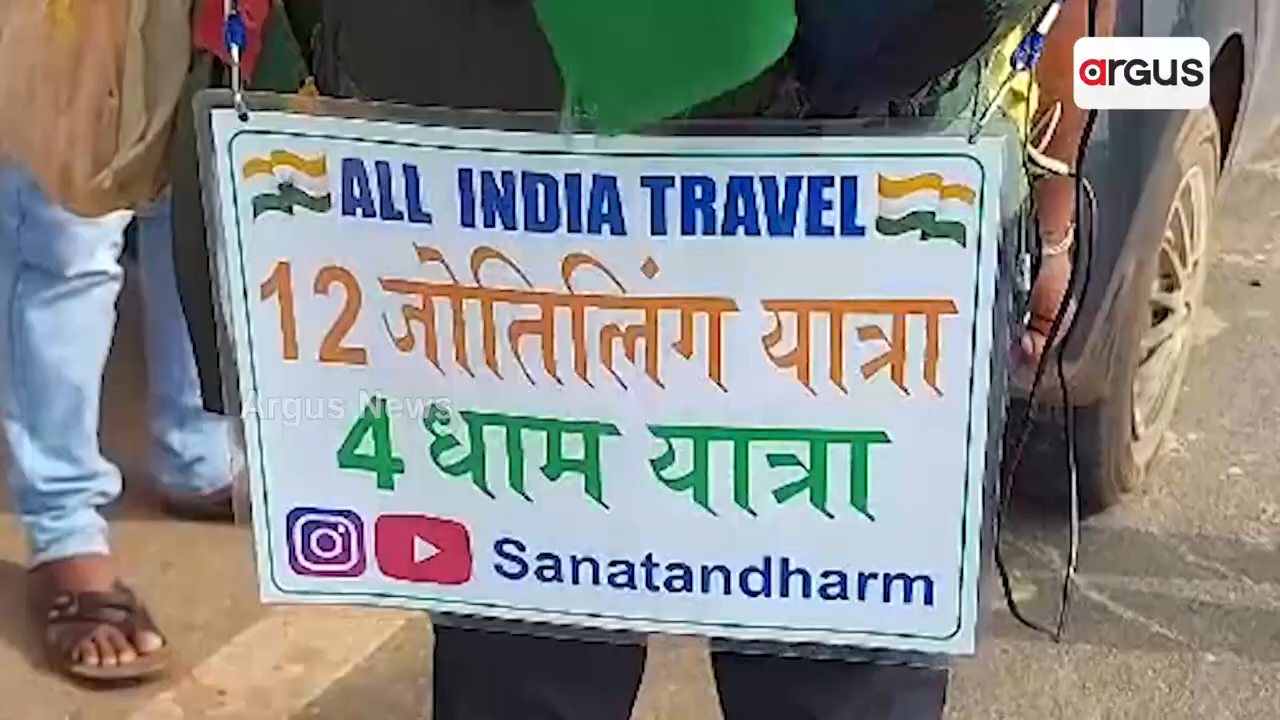 argus
ALL INDIA TRAVEL
12 जोतिलिंग यात्रा
Argus News
4 धाम यात्रा
Sanatandharm